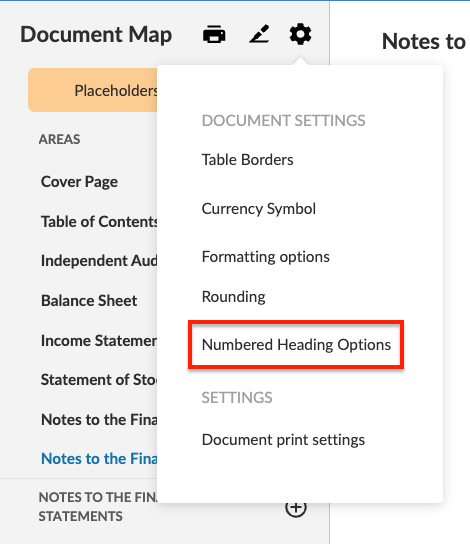 Document Map
Notes to
Placeholders
DOCUMENT SETTINGS
Table Borders
Currency Symbol
Formatting options
Rounding
Numbered Heading Options
SETTINGS
Document print settings
AREAS
Cover Page
Table of Contents
Independent Aud
Balance Sheet
Income Statemen
Statement of Sto
Notes to the Fina
Notes to the Fina
NOTES TO THE FINA
STATEMENTS